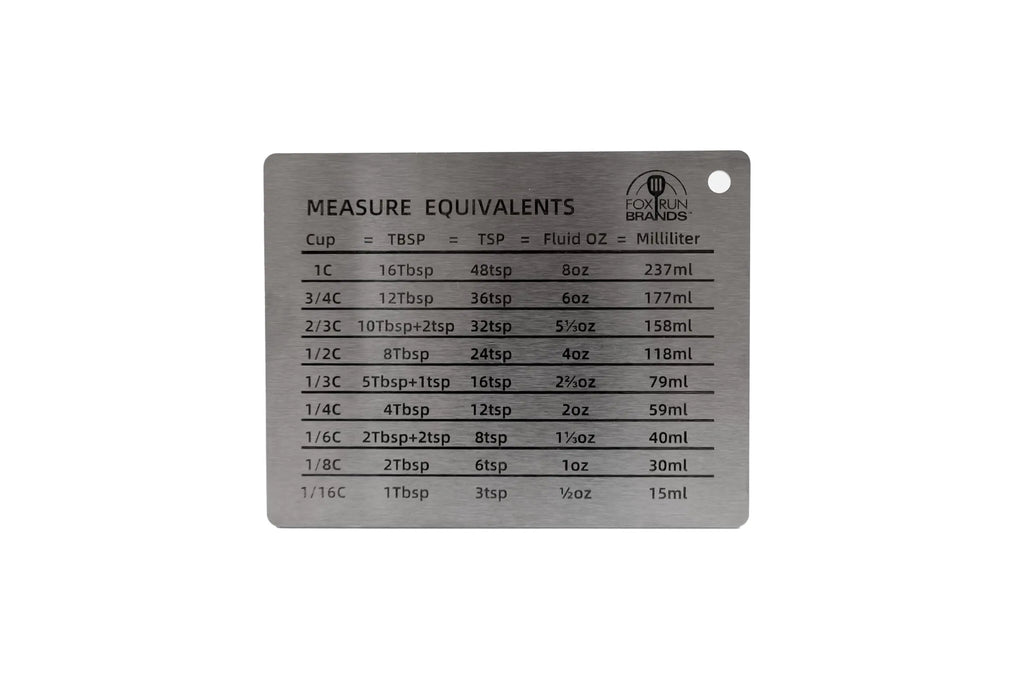 FOX RUN
BRANDS™
MEASURE EQUIVALENTS
Cup = TBSP = TSP = Fluid OZ = Milliliter
1C 16Tbsp 48tsp 8oz 237ml
3/4C 12Tbsp 36tsp 6oz 177ml
2/3C 10Tbsp+2tsp 32tsp 5⅓oz 158ml
1/2C 8Tbsp 24tsp 4oz 118ml
1/3C 5Tbsp+1tsp 16tsp 2⅔oz 79ml
1/4C 4Tbsp 12tsp 2oz 59ml
1/6C 2Tbsp+2tsp 8tsp 1⅓oz 40ml
1/8C 2Tbsp 6tsp 1oz 30ml
1/16C 1Tbsp 3tsp ½oz 15ml